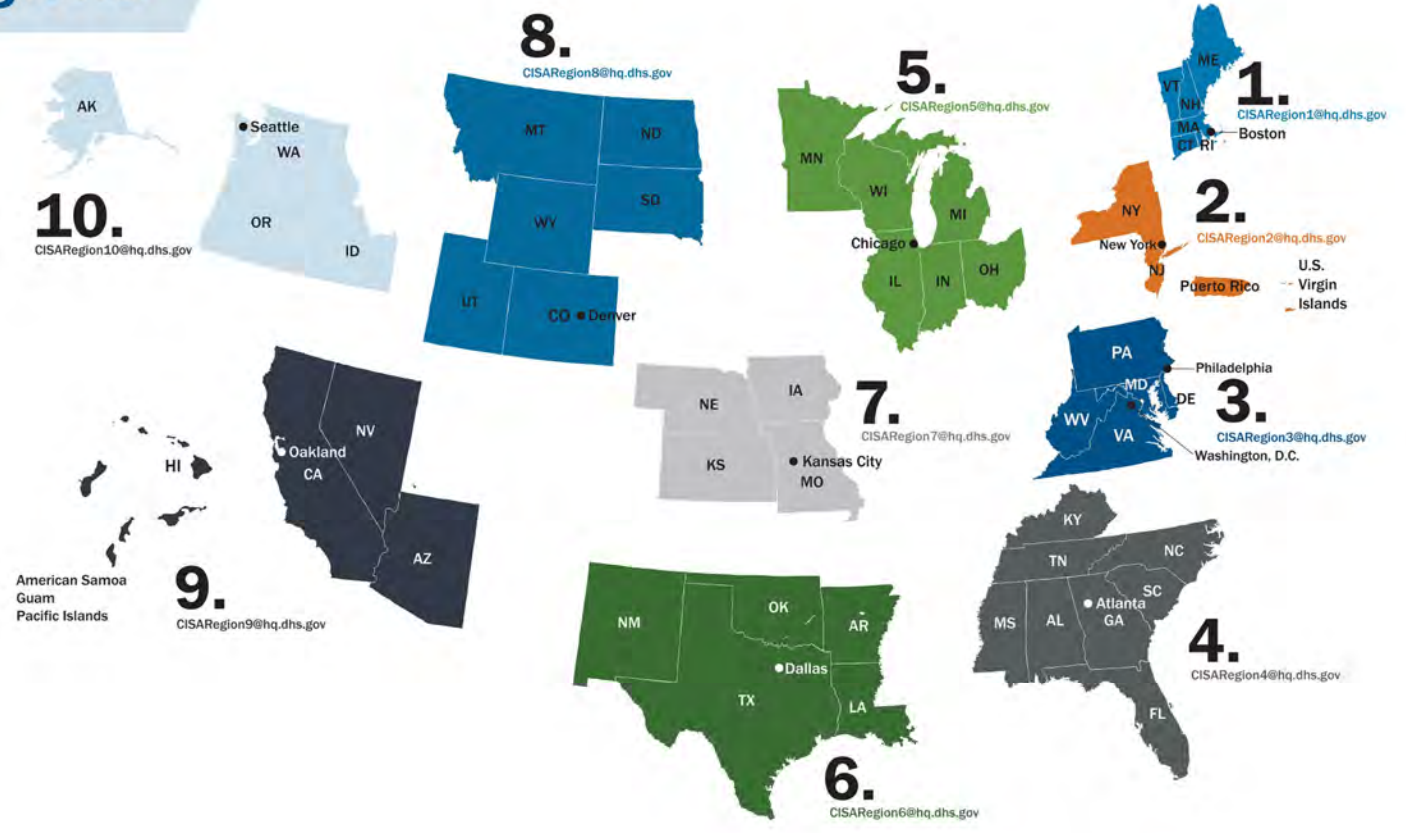 8.
CISARegion8@hq.dhs.gov
MT
ND
SD
WY
UT
CO
Denver
5.
CISARegion5@hq.dhs.gov
MN
WI
MI
Chicago
IL
IN
OH
1.
CISARegion1@hq.dhs.gov
ME
VT
NH
MA
CT
RI
Boston
10.
CISARegion10@hq.dhs.gov
AK
Seattle
WA
OR
ID
2.
CISARegion2@hq.dhs.gov
NY
New York
NJ
Puerto Rico
U.S.
Virgin
Islands
3.
CISARegion3@hq.dhs.gov
PA
Philadelphia
MD
DE
WV
VA
Washington, D.C.
7.
CISARegion7@hq.dhs.gov
NE
IA
KS
Kansas City
MO
9.
CISARegion9@hq.dhs.gov
NV
Oakland
CA
HI
AZ
American Samoa
Guam
Pacific Islands
4.
CISARegion4@hq.dhs.gov
KY
TN
NC
SC
MS
AL
Atlanta
GA
FL
6.
CISARegion6@hq.dhs.gov
NM
OK
AR
Dallas
TX
LA